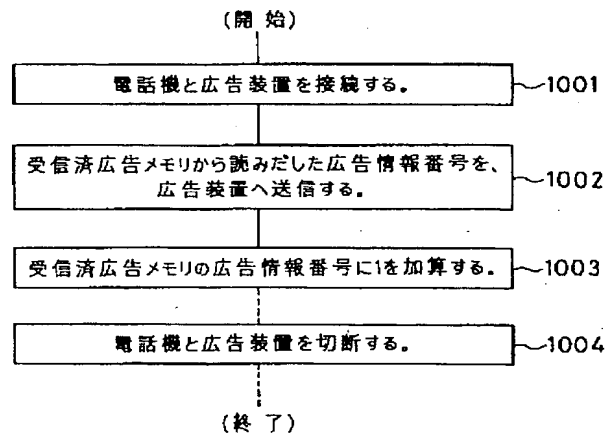 (開始)
電話機と広告装置を接続する。
1001
受信済広告メモリから読みだした広告情報番号を、
広告装置へ送信する。
1002
受信済広告メモリの広告情報番号に1を加算する。
1003
電話機と広告装置を切断する。
1004
(終了)